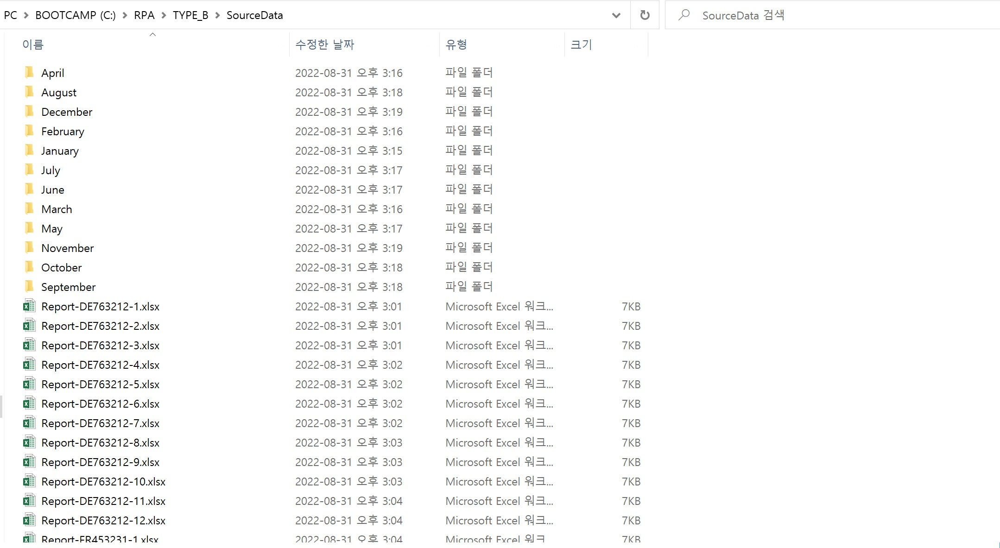 PC > BOOTCAMP (C:) > RPA > TYPE_B > SourceData SourceData 검색
이름 수정한 날짜 유형 크기
April 2022-08-31 오후 3:16 파일 폴더
August 2022-08-31 오후 3:18 파일 폴더
December 2022-08-31 오후 3:19 파일 폴더
February 2022-08-31 오후 3:16 파일 폴더
January 2022-08-31 오후 3:15 파일 폴더
July 2022-08-31 오후 3:17 파일 폴더
June 2022-08-31 오후 3:17 파일 폴더
March 2022-08-31 오후 3:16 파일 폴더
May 2022-08-31 오후 3:17 파일 폴더
November 2022-08-31 오후 3:19 파일 폴더
October 2022-08-31 오후 3:18 파일 폴더
September 2022-08-31 오후 3:18 파일 폴더
Report-DE763212-1.xlsx 2022-08-31 오후 3:01 Microsoft Excel 워크... 7KB
Report-DE763212-2.xlsx 2022-08-31 오후 3:01 Microsoft Excel 워크... 7KB
Report-DE763212-3.xlsx 2022-08-31 오후 3:01 Microsoft Excel 워크... 7KB
Report-DE763212-4.xlsx 2022-08-31 오후 3:02 Microsoft Excel 워크... 7KB
Report-DE763212-5.xlsx 2022-08-31 오후 3:02 Microsoft Excel 워크... 7KB
Report-DE763212-6.xlsx 2022-08-31 오후 3:02 Microsoft Excel 워크... 7KB
Report-DE763212-7.xlsx 2022-08-31 오후 3:02 Microsoft Excel 워크... 7KB
Report-DE763212-8.xlsx 2022-08-31 오후 3:03 Microsoft Excel 워크... 7KB
Report-DE763212-9.xlsx 2022-08-31 오후 3:03 Microsoft Excel 워크... 7KB
Report-DE763212-10.xlsx 2022-08-31 오후 3:03 Microsoft Excel 워크... 7KB
Report-DE763212-11.xlsx 2022-08-31 오후 3:04 Microsoft Excel 워크... 7KB
Report-DE763212-12.xlsx 2022-08-31 오후 3:04 Microsoft Excel 워크... 7KB
Report-FR453231-1.xlsx 2022-08-31 오후 3:04 Microsoft Excel 워크 7KB